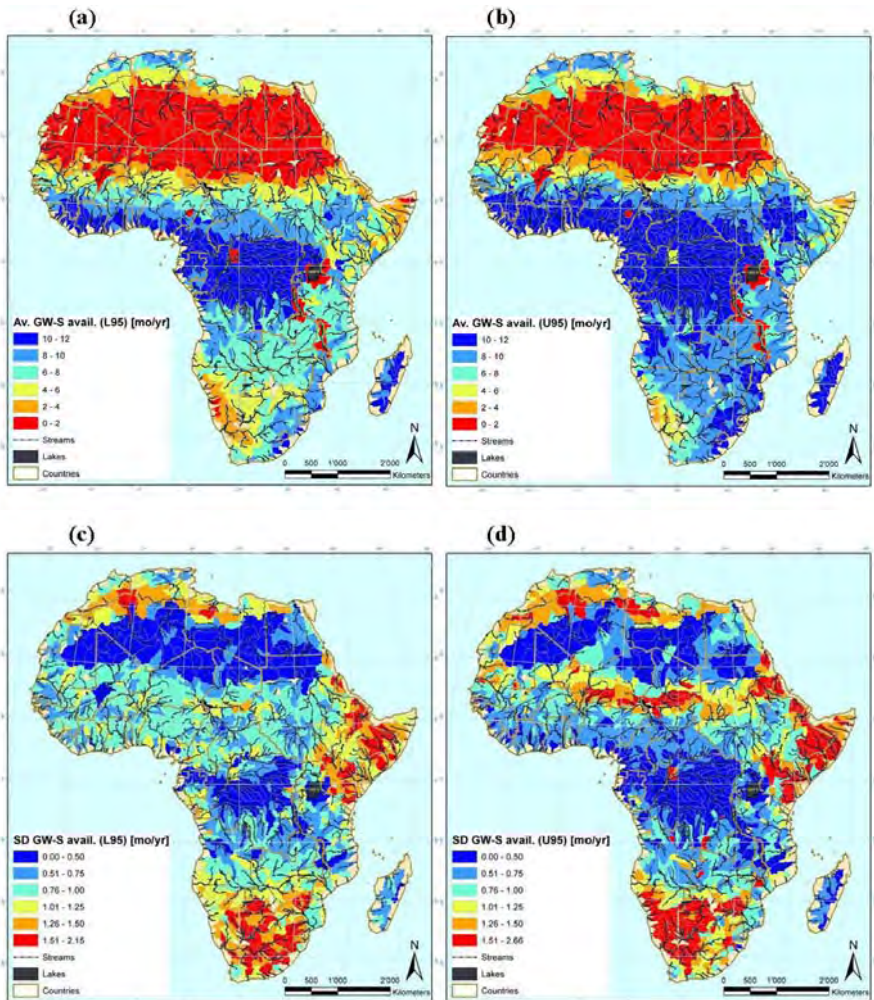 (a)
Av. GW-S avail. (L95) [mo/yr]
10 - 12
8 - 10
6 - 8
4 - 6
2 - 4
0 - 2
Streams
Lakes
Countries
N
0 500 1'000 2'000
Kilometers
(b)
Av. GW-S avail. (U95) [mo/yr]
10 - 12
8 - 10
6 - 8
4 - 6
2 - 4
0 - 2
Streams
Lakes
Countries
N
0 500 1'000 2'000
Kilometers
(c)
SD GW-S avail. (L95) [mo/yr]
0.00 - 0.50
0.51 - 0.75
0.76 - 1.00
1.01 - 1.25
1.26 - 1.50
1.51 - 2.15
Streams
Lakes
Countries
N
0 500 1'000 2'000
Kilometers
(d)
SD GW-S avail. (U95) [mo/yr]
0.00 - 0.50
0.51 - 0.75
0.76 - 1.00
1.01 - 1.25
1.26 - 1.50
1.51 - 2.66
Streams
Lakes
Countries
N
0 500 1'000 2'000
Kilometers